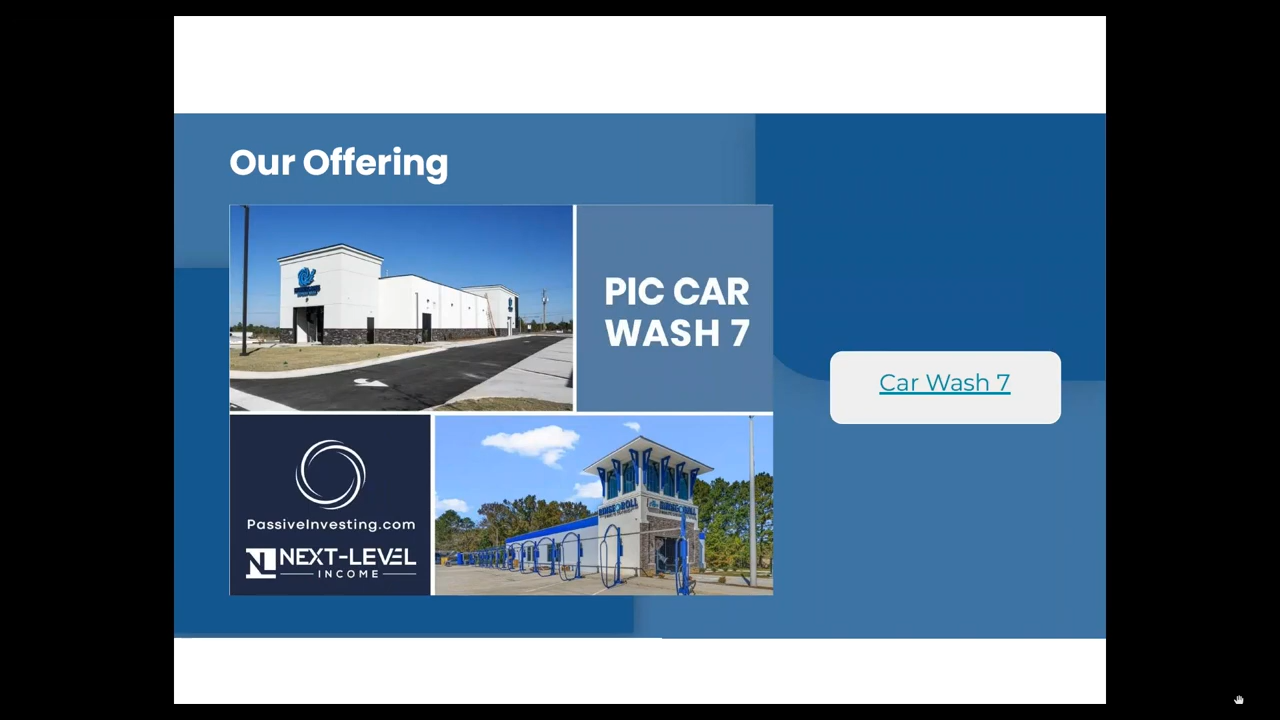 Our Offering
PIC CAR
WASH 7
Car Wash 7
PassiveInvesting.com
NEXT-LEVEL
INCOME